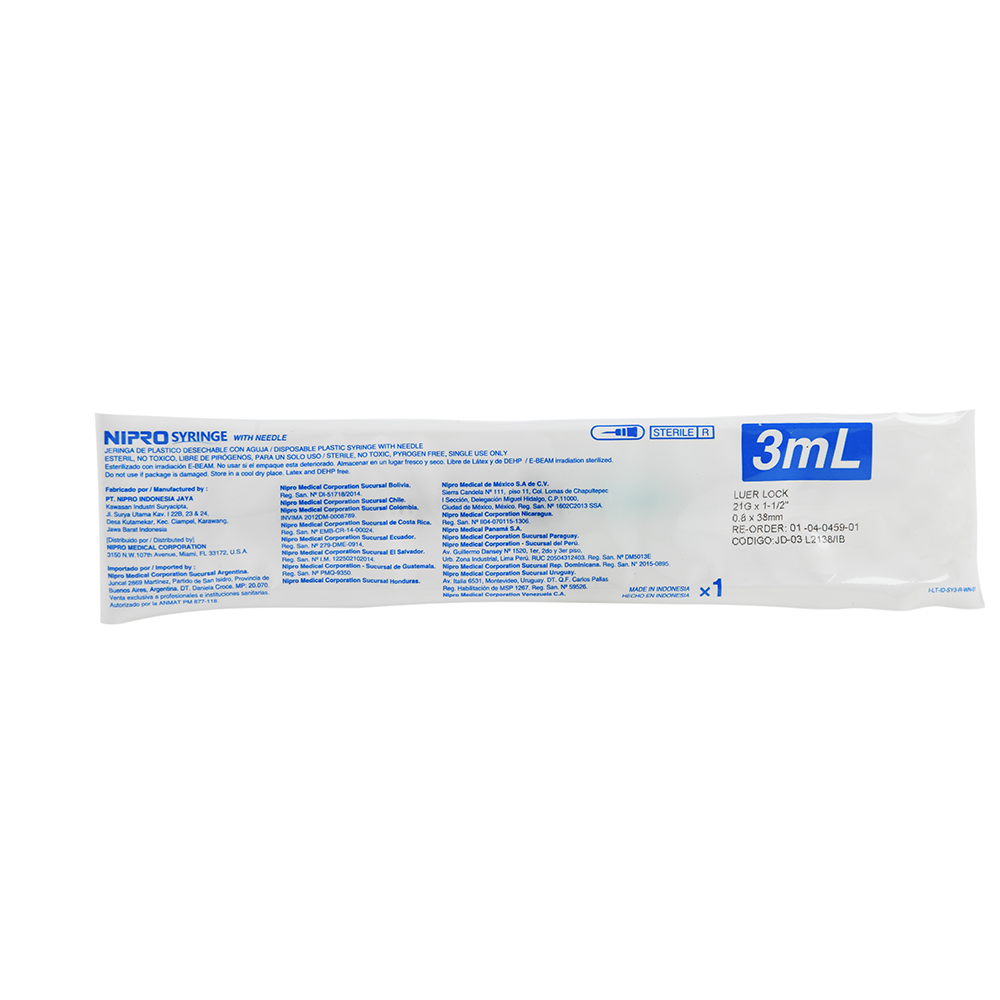 NIPRO SYRINGE WITH NEEDLE
JERINGA DE PLASTICO DESECHABLE CON AGUJA / DISPOSABLE PLASTIC SYRINGE WITH NEEDLE
ESTERIL, NO TOXICO, LIBRE DE PIRÓGENOS, PARA UN SOLO USO / STERILE, NO TOXIC, PYROGEN FREE, SINGLE USE ONLY
Esterilizado con irradiación E-BEAM. No usar si el empaque esta deteriorado. Almacenar en un lugar fresco y seco. Libre de Látex y de DEHP / E-BEAM irradiation sterilized.
Do not use if package is damaged. Store in a cool dry place. Latex and DEHP free.
Fabricado por / Manufactured by :
PT. NIPRO INDONESIA JAYA
Kawasan Industri Suryacipta,
Jl. Surya Utama Kav. I 22B, 23 & 24,
Desa Kutamekar, Kec. Ciampel, Karawang,
Jawa Barat Indonesia
[Distribuido por / Distributed by]
NIPRO MEDICAL CORPORATION
3150 N.W.107th Avenue, Miami, FL 33172, U.S.A.
Importado por / Imported by :
Nipro Medical Corporation Sucursal Argentina.
Juncal 2869 Martínez, Partido de San Isidro, Provincia de
Buenos Aires, Argentina. DT. Daniela Croce, MP: 20.070.
Venta exclusiva a profesionales e instituciones sanitarias.
Autorizado por la ANMAT PM 877-118
Nipro Medical Corporation Sucursal Bolivia.
Reg. San. Nº DI-51718/2014.
Nipro Medical Corporation Sucursal Chile.
Nipro Medical Corporation Sucursal Colombia.
INVIMA 2012DM-0008789.
Nipro Medical Corporation Sucursal de Costa Rica.
Reg. San. Nº EMB-CR-14-00024.
Nipro Medical Corporation Sucursal Ecuador.
Reg. San. Nº 279-DME-0914.
Nipro Medical Corporation Sucursal El Salvador.
Reg. San. Nº I.M. 122502102014.
Nipro Medical Corporation - Sucursal de Guatemala.
Reg. San. Nº PMQ-9350.
Nipro Medical Corporation Sucursal Honduras.
Nipro Medical de México S.A de C.V.
Sierra Candela Nº 111, piso 11, Col. Lomas de Chapultepec
I Sección, Delegación Miguel Hidalgo, C.P.11000,
Ciudad de México, México. Reg. San. Nº 1602C2013 SSA.
Nipro Medical Corporation Nicaragua.
Reg. San. Nº II04-070115-1306
Nipro Medical Panamá S.A.
Nipro Medical Corporation Sucursal Paraguay.
Nipro Medical Corporation - Sucursal del Perú.
Av. Guillermo Dansey Nº 1520, 1er, 2do y 3er piso,
Urb. Zona Industrial, Lima Perú. RUC 20504312403. Reg. San. Nº DM5013E
Nipro Medical Corporation Sucursal Rep. Dominicana. Reg. San. Nº 2015-0895.
Nipro Medical Corporation Sucursal Uruguay.
Av. Italia 6531, Montevideo, Uruguay. DT. Q.F. Carlos Pallas
Reg. Habilitación de MSP 1267. Reg. San. Nº 59526.
Nipro Medical Corporation Venezuela C.A.
STERILE R
MADE IN INDONESIA
HECHO EN INDONESIA
x1
3mL
LUER LOCK
21G x 1-1/2"
0.8 x 38mm
RE-ORDER: 01-04-0459-01
CODIGO:JD-03 L2138/IB